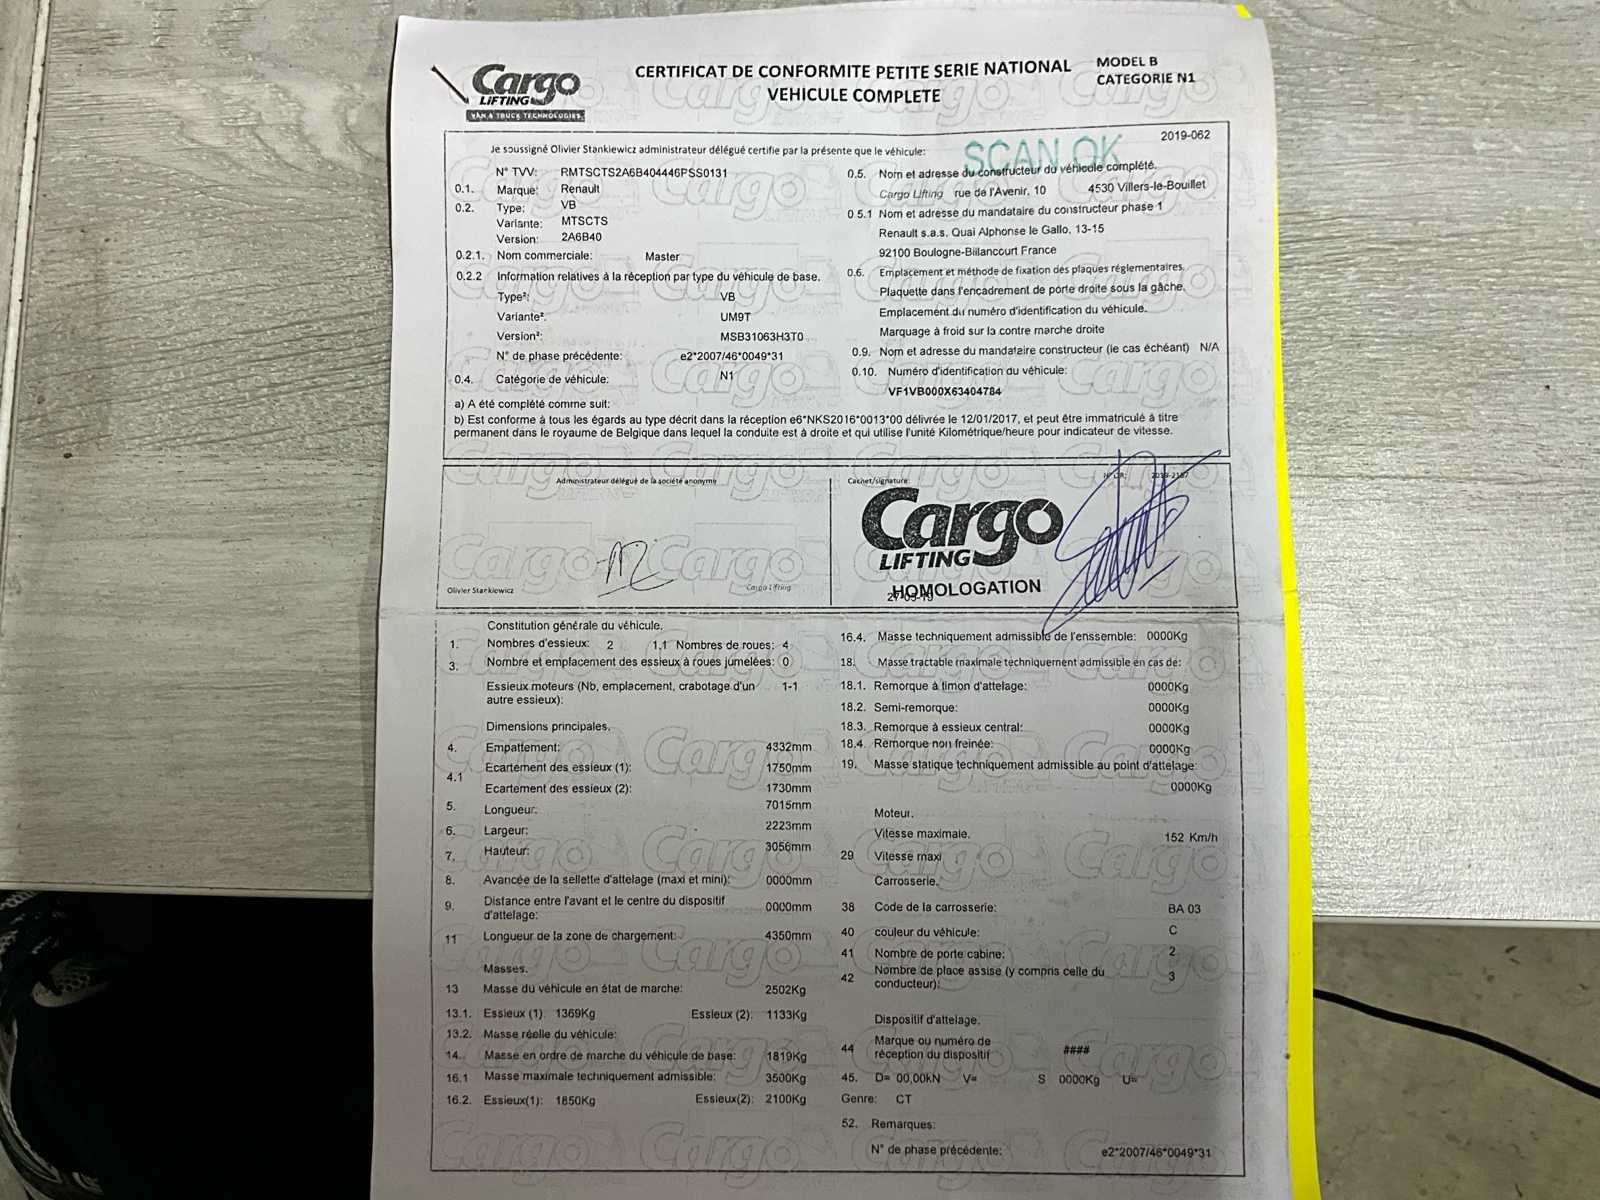 Cargo
LIFTING
VAN & TRUCK TECHNOLOGIES
CERTIFICAT DE CONFORMITE PETITE SERIE NATIONAL
VEHICULE COMPLETE
MODEL B
CATEGORIE N1
2019-062
SCAN OK
Je soussigné Olivier Stankiewicz administrateur délégué certifie par la présente que le véhicule:
N° TVV: RMTSCTS2A6B404446PSS0131
0.1. Marque: Renault
0.2. Type: VB
Variante: MTSCTS
Version: 2A6B40
0.2.1. Nom commerciale: Master
0.2.2 Information relatives à la réception par type du véhicule de base.
Type²: VB
Variante². UM9T
Version²: MSB31063H3T0
N° de phase précédente: e2*2007/46*0049*31
0.4. Catégorie de véhicule: N1
0.5. Nom et adresse du constructeur du véhicule complété.
Cargo Lifting rue de l'Avenir, 10 4530 Villers-le-Bouillet
0.5.1 Nom et adresse du mandataire du constructeur phase 1
Renault s.a.s. Quai Alphonse le Gallo, 13-15
92100 Boulogne-Biilancourt France
0.6. Emplacement et méthode de fixation des plaques réglementaires.
Plaquette dans l'encadrement de porte droite sous la gâche.
Emplacement du numéro d'identification du véhicule.
Marquage à froid sur la contre marche droite
0.9. Nom et adresse du mandataire constructeur (le cas échéant) N/A
0.10. Numéro d'identification du véhicule:
VF1VB000X63404784
a) A été complété comme suit:
b) Est conforme à tous les égards au type décrit dans la réception e6*NKS2016*0013*00 délivrée le 12/01/2017, et peut être immatriculé à titre
permanent dans le royaume de Belgique dans lequel la conduite est à droite et qui utilise l'unité Kilométrique/heure pour indicateur de vitesse.
Administrateur délégué de la société anonyme
Olivier Stankiewicz
Cargo Lifting
Cachet/signature:
Cargo
LIFTING
HOMOLOGATION
Constitution générale du véhicule.
1. Nombres d'essieux: 2 1.1 Nombres de roues: 4
3. Nombre et emplacement des essieux à roues jumelées: 0
Essieux moteurs (Nb, emplacement, crabotage d'un 1-1
autre essieux):
Dimensions principales.
4. Empattement: 4332mm
4.1 Ecartement des essieux (1): 1750mm
Ecartement des essieux (2): 1730mm
5. Longueur: 7015mm
6. Largeur: 2223mm
7. Hauteur: 3056mm
8. Avancée de la sellette d'attelage (maxi et mini): 0000mm
9. Distance entre l'avant et le centre du dispositif 0000mm
d'attelage:
11 Longueur de la zone de chargement: 4350mm
Masses.
13 Masse du véhicule en état de marche: 2502Kg
13.1. Essieux (1): 1369Kg Essieux (2): 1133Kg
13.2. Masse réelle du véhicule:
14. Masse en ordre de marche du véhicule de base: 1819Kg
16.1 Masse maximale techniquement admissible: 3500Kg
16.2. Essieux(1): 1850Kg Essieux(2): 2100Kg
16.4. Masse techniquement admissible de l'enssemble: 0000Kg
18. Masse tractable maximale techniquement admissible en cas de:
18.1. Remorque à timon d'attelage: 0000Kg
18.2. Semi-remorque: 0000Kg
18.3. Remorque à essieux central: 0000Kg
18.4. Remorque non freinée: 0000Kg
19. Masse statique techniquement admissible au point d'attelage:
0000Kg
Moteur.
Vitesse maximale. 152 Km/h
29 Vitesse maxi
Carrosserie.
38 Code de la carrosserie: BA 03
40 couleur du véhicule: C
41 Nombre de porte cabine: 2
42 Nombre de place assise (y compris celle du 3
conducteur):
Dispositif d'attelage.
44 Marque ou numéro de ####
réception du dispositif
45. D= 00,00kN V= S 0000Kg U=
Genre: CT
52. Remarques:
N° de phase précédente: e2*2007/46*0049*31